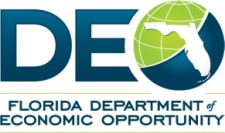 DEO
FLORIDA DEPARTMENT of
ECONOMIC OPPORTUNITY